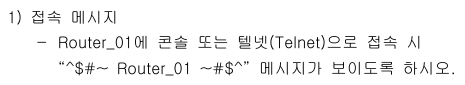 1) 접속 메시지
- Router_01에 콘솔 또는 텔넷(Telnet)으로 접속 시
“^$#~ Router_01 ~#$^” 메시지가 보이도록 하시오.